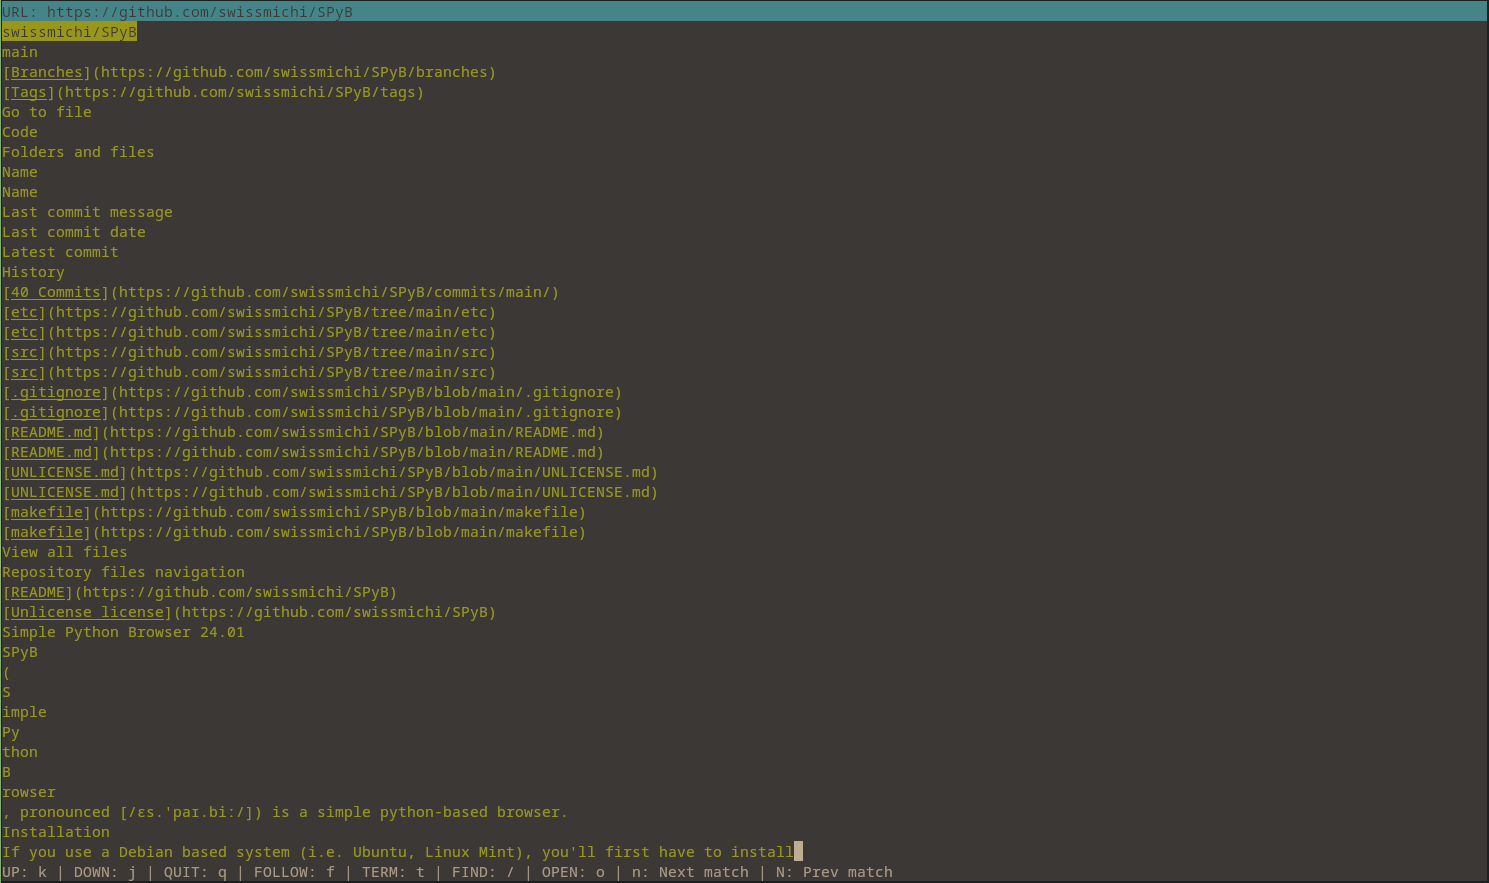 URL: https://github.com/swissmichi/SPyB
swissmichi/SPyB
main
[Branches](https://github.com/swissmichi/SPyB/branches)
[Tags](https://github.com/swissmichi/SPyB/tags)
Go to file
Code
Folders and files
Name
Name
Last commit message
Last commit date
Latest commit
History
[40 Commits](https://github.com/swissmichi/SPyB/commits/main/)
[etc](https://github.com/swissmichi/SPyB/tree/main/etc)
[etc](https://github.com/swissmichi/SPyB/tree/main/etc)
[src](https://github.com/swissmichi/SPyB/tree/main/src)
[src](https://github.com/swissmichi/SPyB/tree/main/src)
[.gitignore](https://github.com/swissmichi/SPyB/blob/main/.gitignore)
[.gitignore](https://github.com/swissmichi/SPyB/blob/main/.gitignore)
[README.md](https://github.com/swissmichi/SPyB/blob/main/README.md)
[README.md](https://github.com/swissmichi/SPyB/blob/main/README.md)
[UNLICENSE.md](https://github.com/swissmichi/SPyB/blob/main/UNLICENSE.md)
[UNLICENSE.md](https://github.com/swissmichi/SPyB/blob/main/UNLICENSE.md)
[makefile](https://github.com/swissmichi/SPyB/blob/main/makefile)
[makefile](https://github.com/swissmichi/SPyB/blob/main/makefile)
View all files
Repository files navigation
[README](https://github.com/swissmichi/SPyB)
[Unlicense license](https://github.com/swissmichi/SPyB)
Simple Python Browser 24.01
SPyB
(
S
imple
Py
thon
B
rowser
, pronounced [/ɛs.'paɪ.biː/]) is a simple python-based browser.
Installation
If you use a Debian based system (i.e. Ubuntu, Linux Mint), you'll first have to install
UP: k | DOWN: j | QUIT: q | FOLLOW: f | TERM: t | FIND: / | OPEN: o | n: Next match | N: Prev match